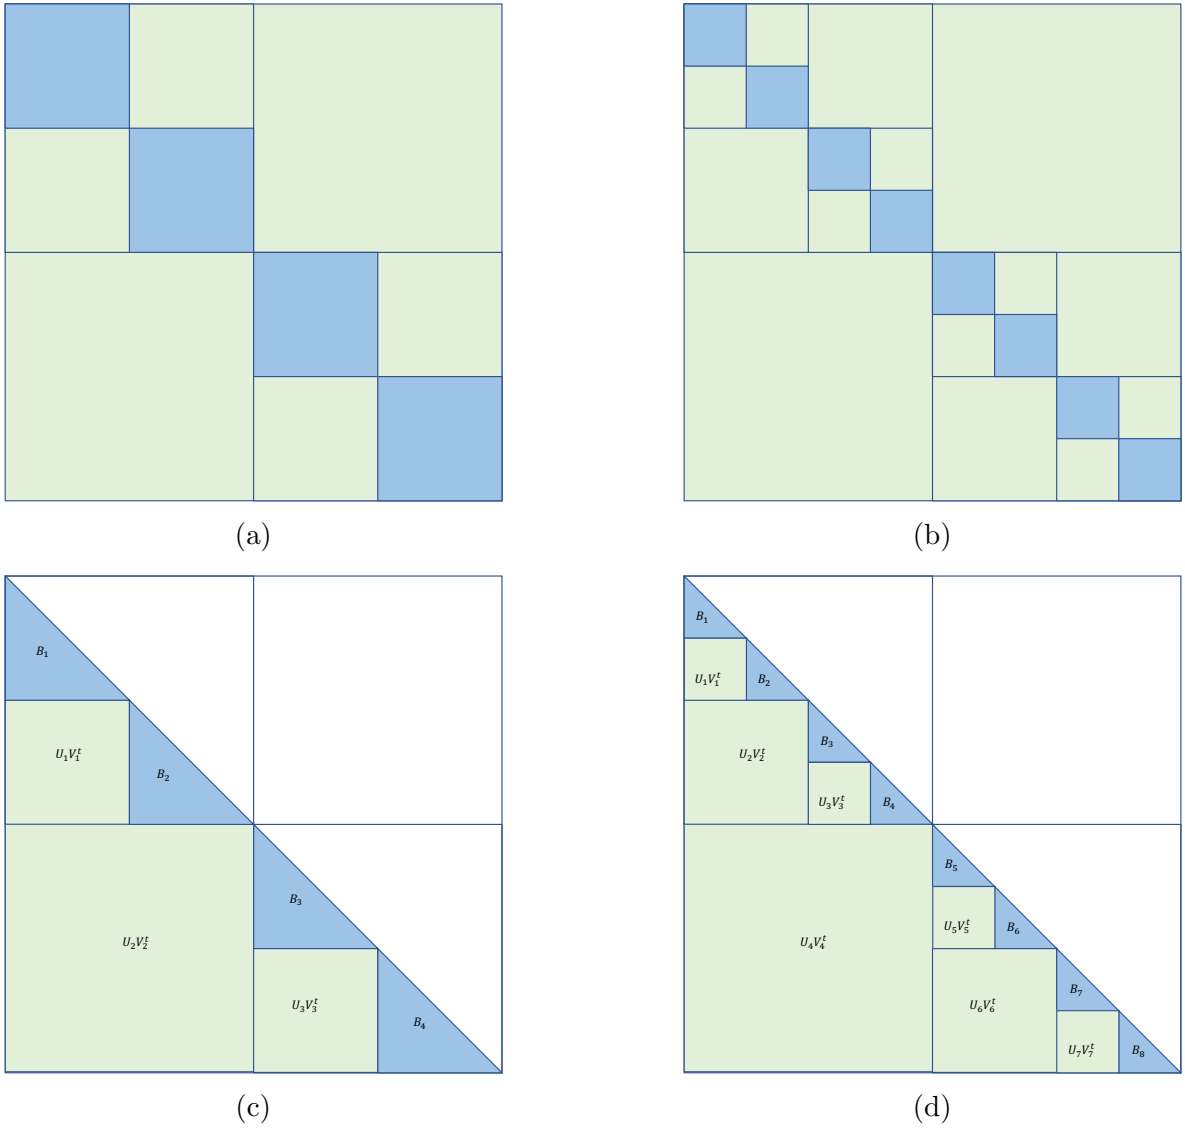 (a)
(b)
B₁
U₁V₁ᵗ
B₂
U₂V₂ᵗ
B₃
U₃V₃ᵗ
B₄
(c)
B₁
U₁V₁ᵗ
B₂
U₂V₂ᵗ
B₃
U₃V₃ᵗ
B₄
U₄V₄ᵗ
B₅
U₅V₅ᵗ
B₆
U₆V₆ᵗ
B₇
U₇V₇ᵗ
B₈
(d)